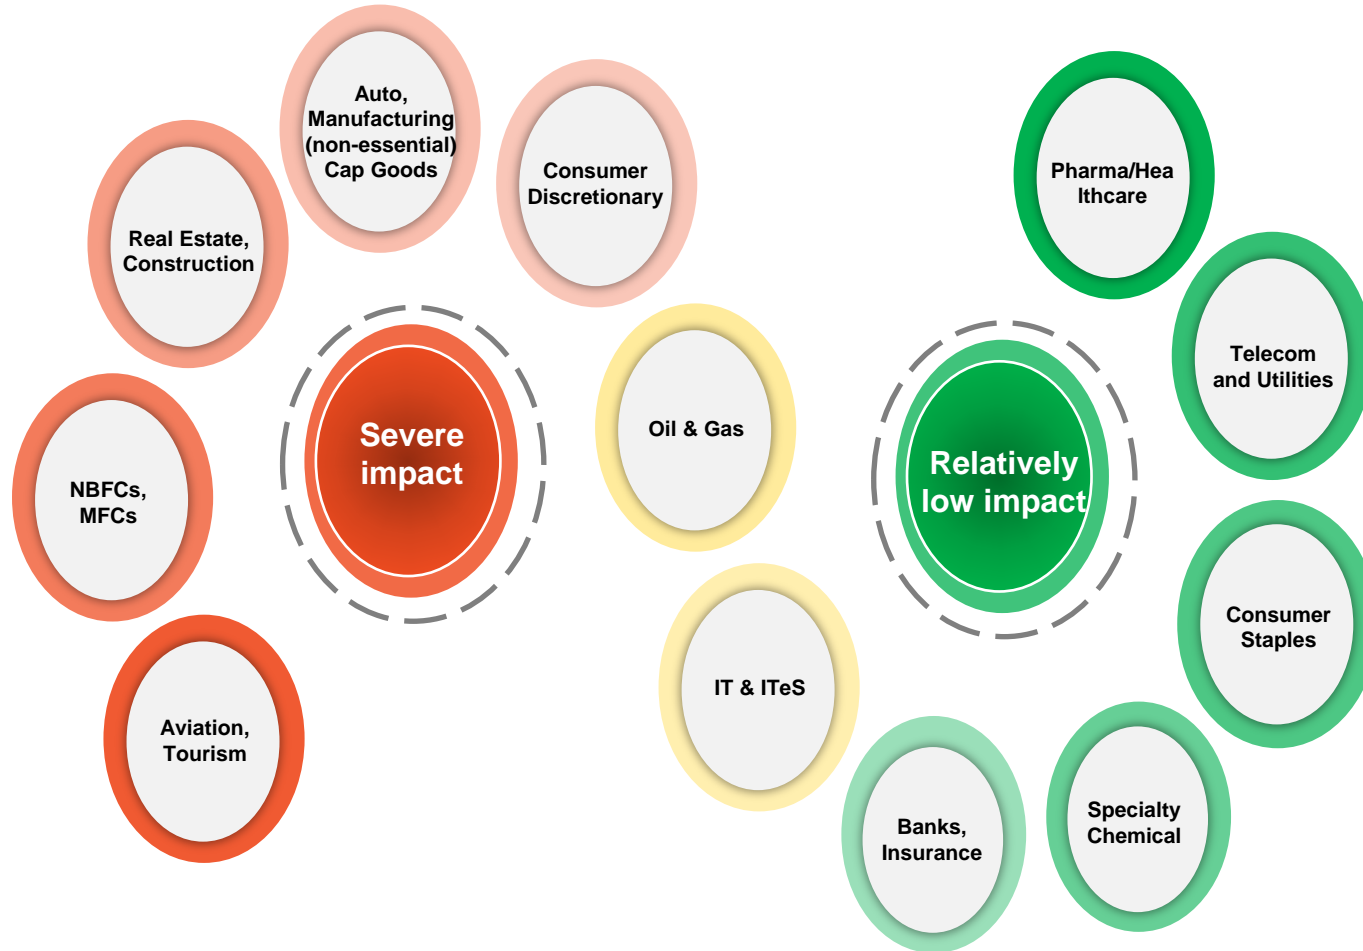 Auto,
Manufacturing
(non-essential)
Cap Goods
Consumer
Discretionary
Real Estate,
Construction
NBFCs,
MFCs
Aviation,
Tourism
Severe
impact
Oil & Gas
IT & ITeS
Relatively
low impact
Pharma/Hea
lthcare
Telecom
and Utilities
Consumer
Staples
Specialty
Chemical
Banks,
Insurance